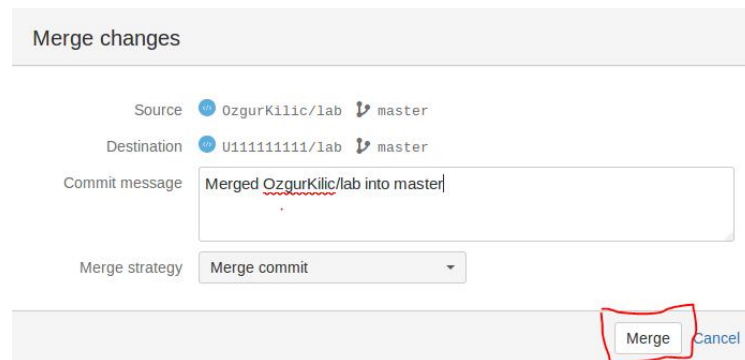 Merge changes
Source OzgurKilic/lab master
Destination U111111111/lab master
Commit message Merged OzgurKilic/lab into master
Merge strategy Merge commit
Merge Cancel